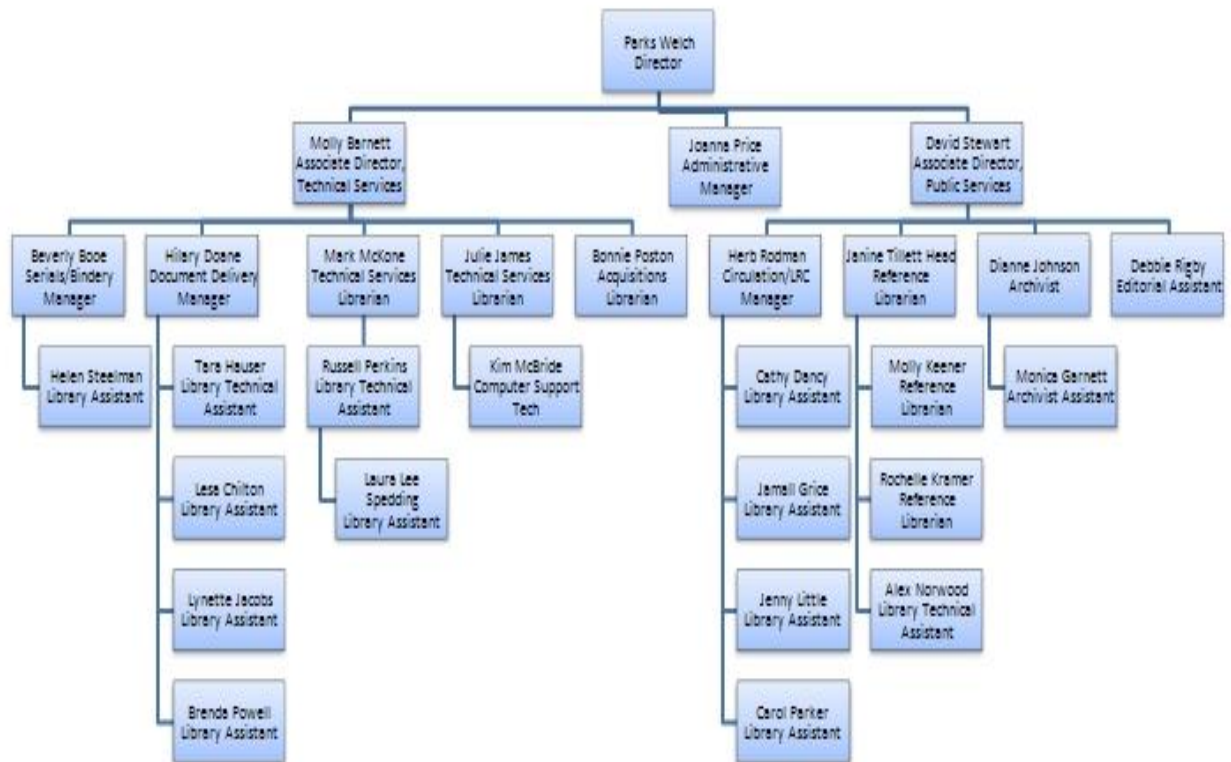 Parks Welch
Director
Molly Barnett
Associate Director,
Technical Services
Joanna Price
Administrative
Manager
David Stewart
Associate Director,
Public Services
Beverly Booe
Serials/Bindery
Manager
Hilary Doane
Document Delivery
Manager
Mark McKone
Technical Services
Librarian
Julie James
Technical Services
Librarian
Bonnie Poston
Acquisitions
Librarian
Herb Rodman
Circulation/LRC
Manager
Janine Tillett Head
Reference
Librarian
Dianne Johnson
Archivist
Debbie Rigby
Editorial Assistant
Helen Steelman
Library Assistant
Tara Hauser
Library Technical
Assistant
Russell Perkins
Library Technical
Assistant
Kim McBride
Computer Support
Tech
Cathy Dancy
Library Assistant
Molly Keener
Reference
Librarian
Monica Garnett
Archivist Assistant
Lesa Chilton
Library Assistant
Laura Lee
Spedding
Library Assistant
Jamall Grice
Library Assistant
Rochelle Kramer
Reference
Librarian
Lynette Jacobs
Library Assistant
Jenny Little
Library Assistant
Alex Norwood
Library Technical
Assistant
Brenda Powell
Library Assistant
Carol Parker
Library Assistant